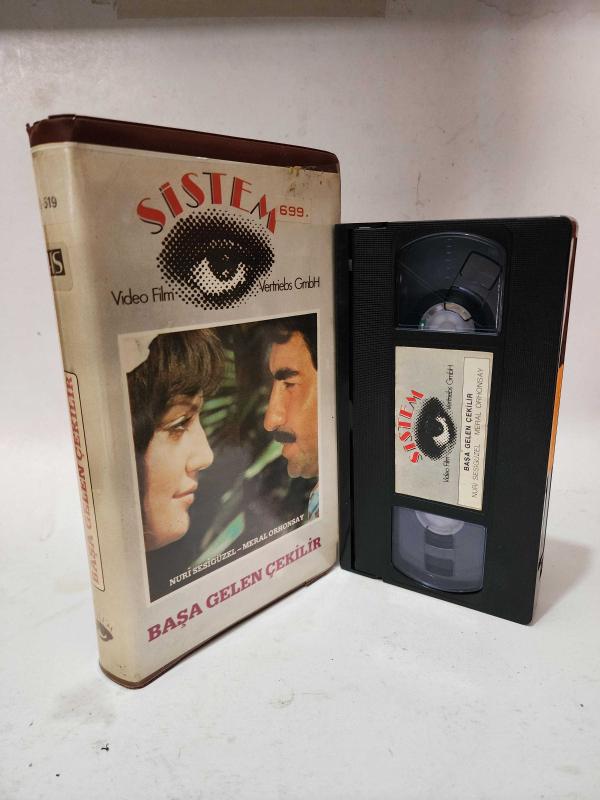 519
BAŞA GELEN ÇEKİLİR
SİSTEM
699.
Video Film
Vertriebs GmbH
NURİ SESİGÜZEL - MERAL ORHONSAY
BAŞA GELEN ÇEKİLİR
SİSTEM
Video Film
Vertriebs GmbH
BAŞA GELEN ÇEKİLİR
NURİ SESİGÜZEL MERAL ORHONSAY